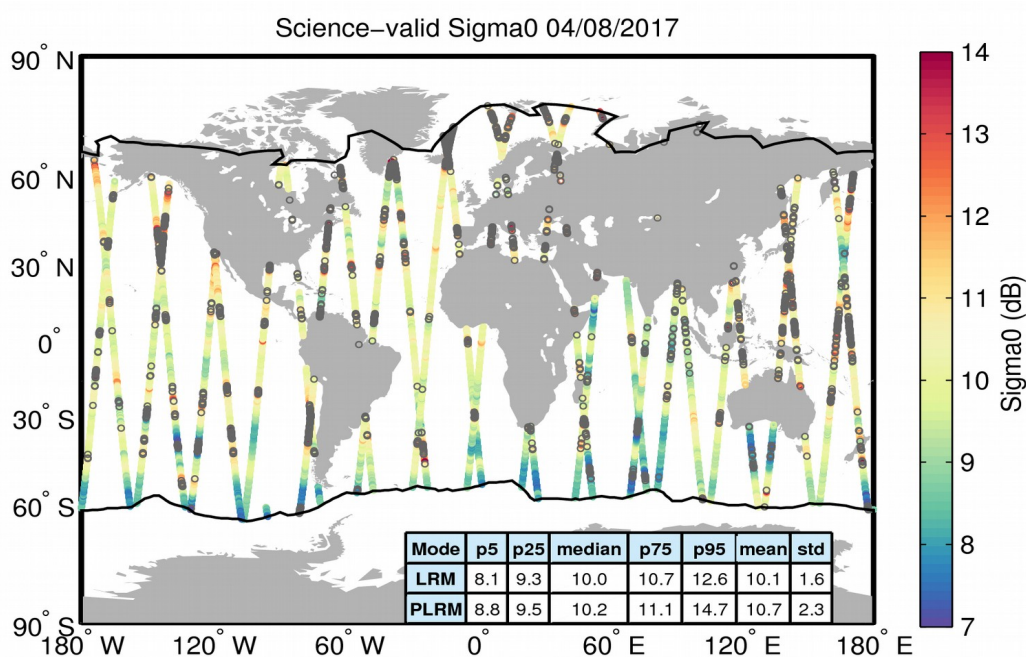 Science−valid Sigma0 04/08/2017
90° N
60° N
30° N
0°
30° S
60° S
90° S
180° W
120° W
60° W
0°
60° E
120° E
180° E
14
13
12
11
10
9
8
7
Sigma0 (dB)
Mode p5 p25 median p75 p95 mean std
LRM 8.1 9.3 10.0 10.7 12.6 10.1 1.6
PLRM 8.8 9.5 10.2 11.1 14.7 10.7 2.3